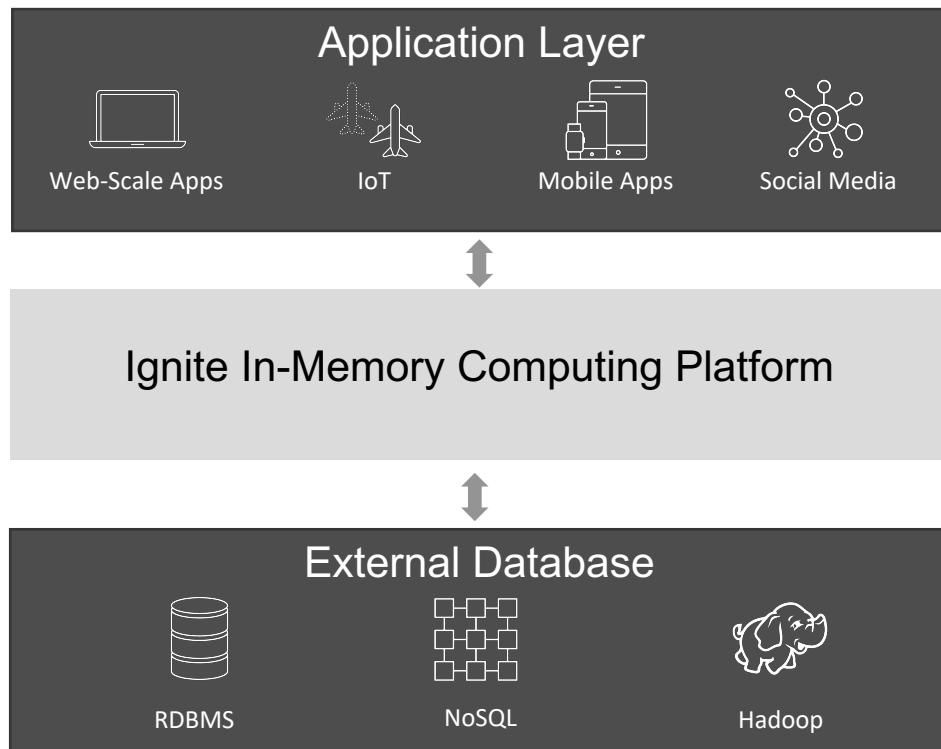 Application Layer
Web-Scale Apps
IoT
Mobile Apps
Social Media
Ignite In-Memory Computing Platform
External Database
RDBMS
NoSQL
Hadoop